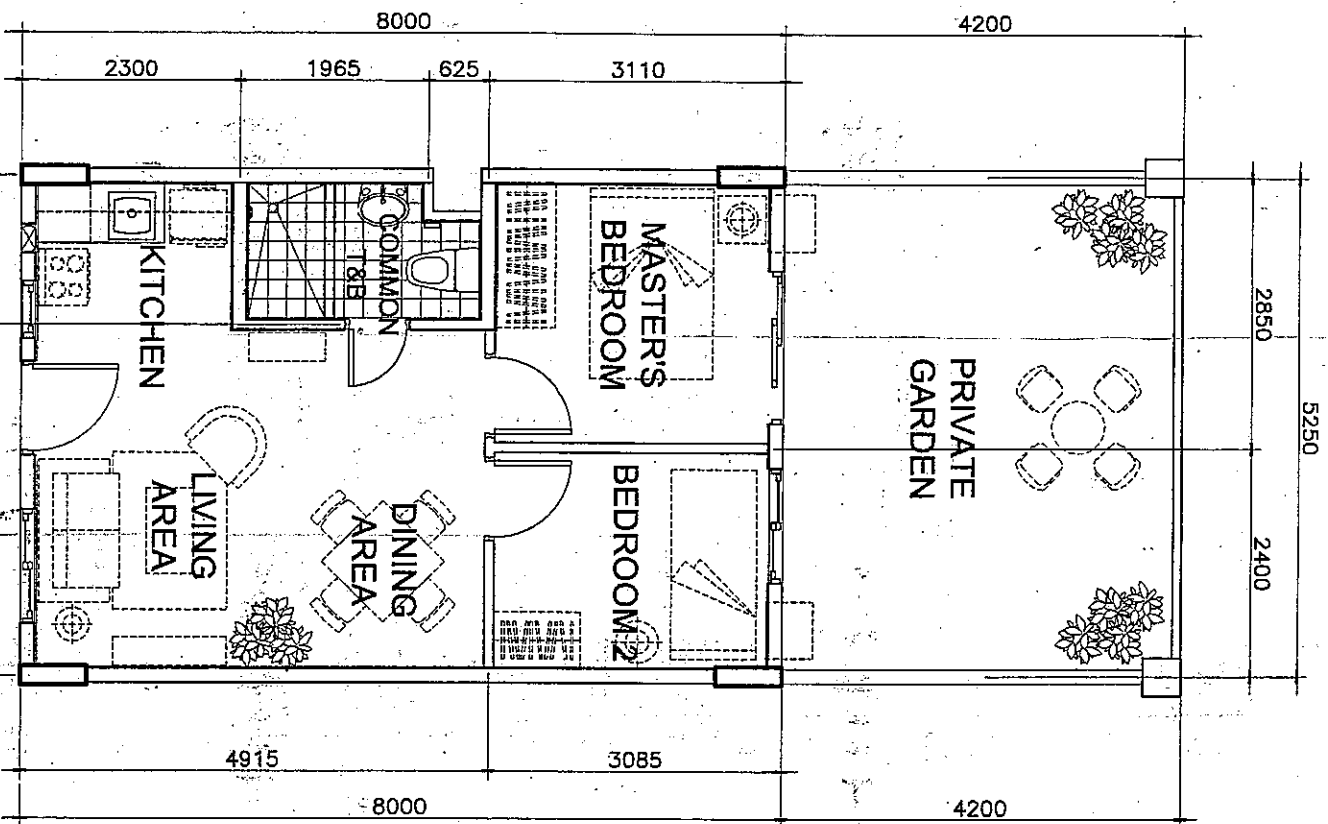 8000
4200
2300
1965
625
3110
KITCHEN
COMMON
T&B
MASTER'S
BEDROOM
PRIVATE
GARDEN
2850
5250
2400
LIVING
AREA
DINING
AREA
BEDROOM 2
4915
3085
8000
4200